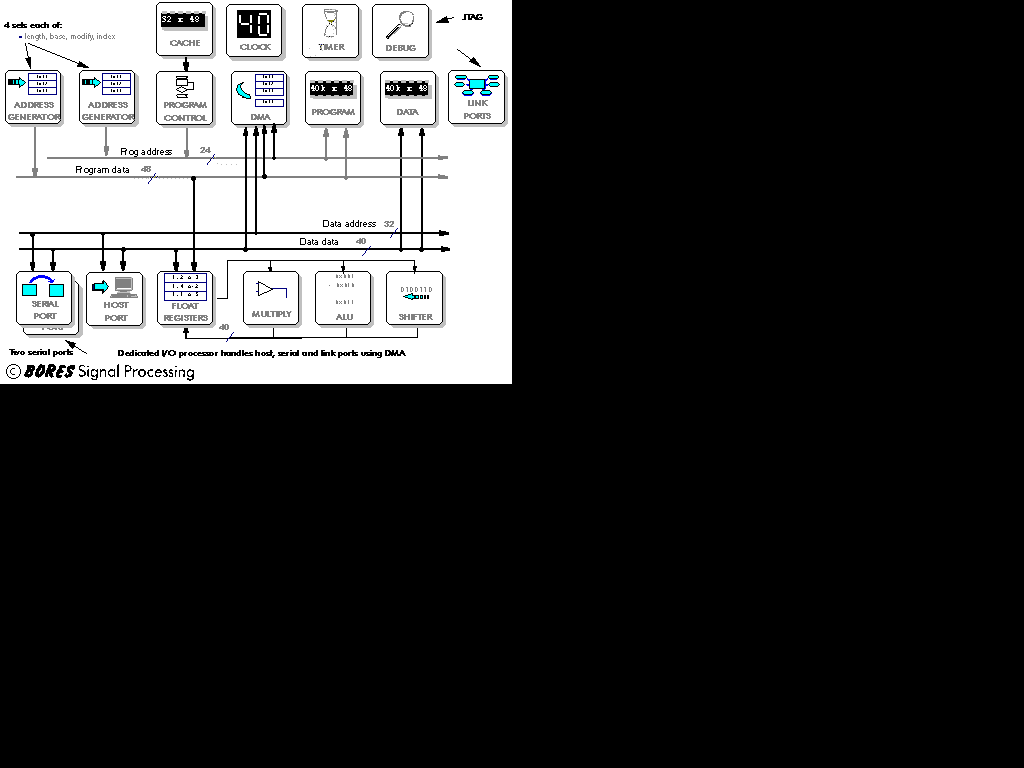 32 x 48
CACHE
40
CLOCK
TIMER
DEBUG
JTAG
4 sets each of:
• length, base, modify, index
ADDRESS
GENERATOR
ADDRESS
GENERATOR
PROGRAM
CONTROL
DMA
40k x 48
PROGRAM
40k x 48
DATA
LINK
PORTS
Prog address 24
Program data 48
Data address 32
Data data 40
SERIAL
PORT
PORT
HOST
PORT
FLOAT
REGISTERS
MULTIPLY
ALU
0100110
SHIFTER
40
Two serial ports
Dedicated I/O processor handles host, serial and link ports using DMA
© BORES Signal Processing